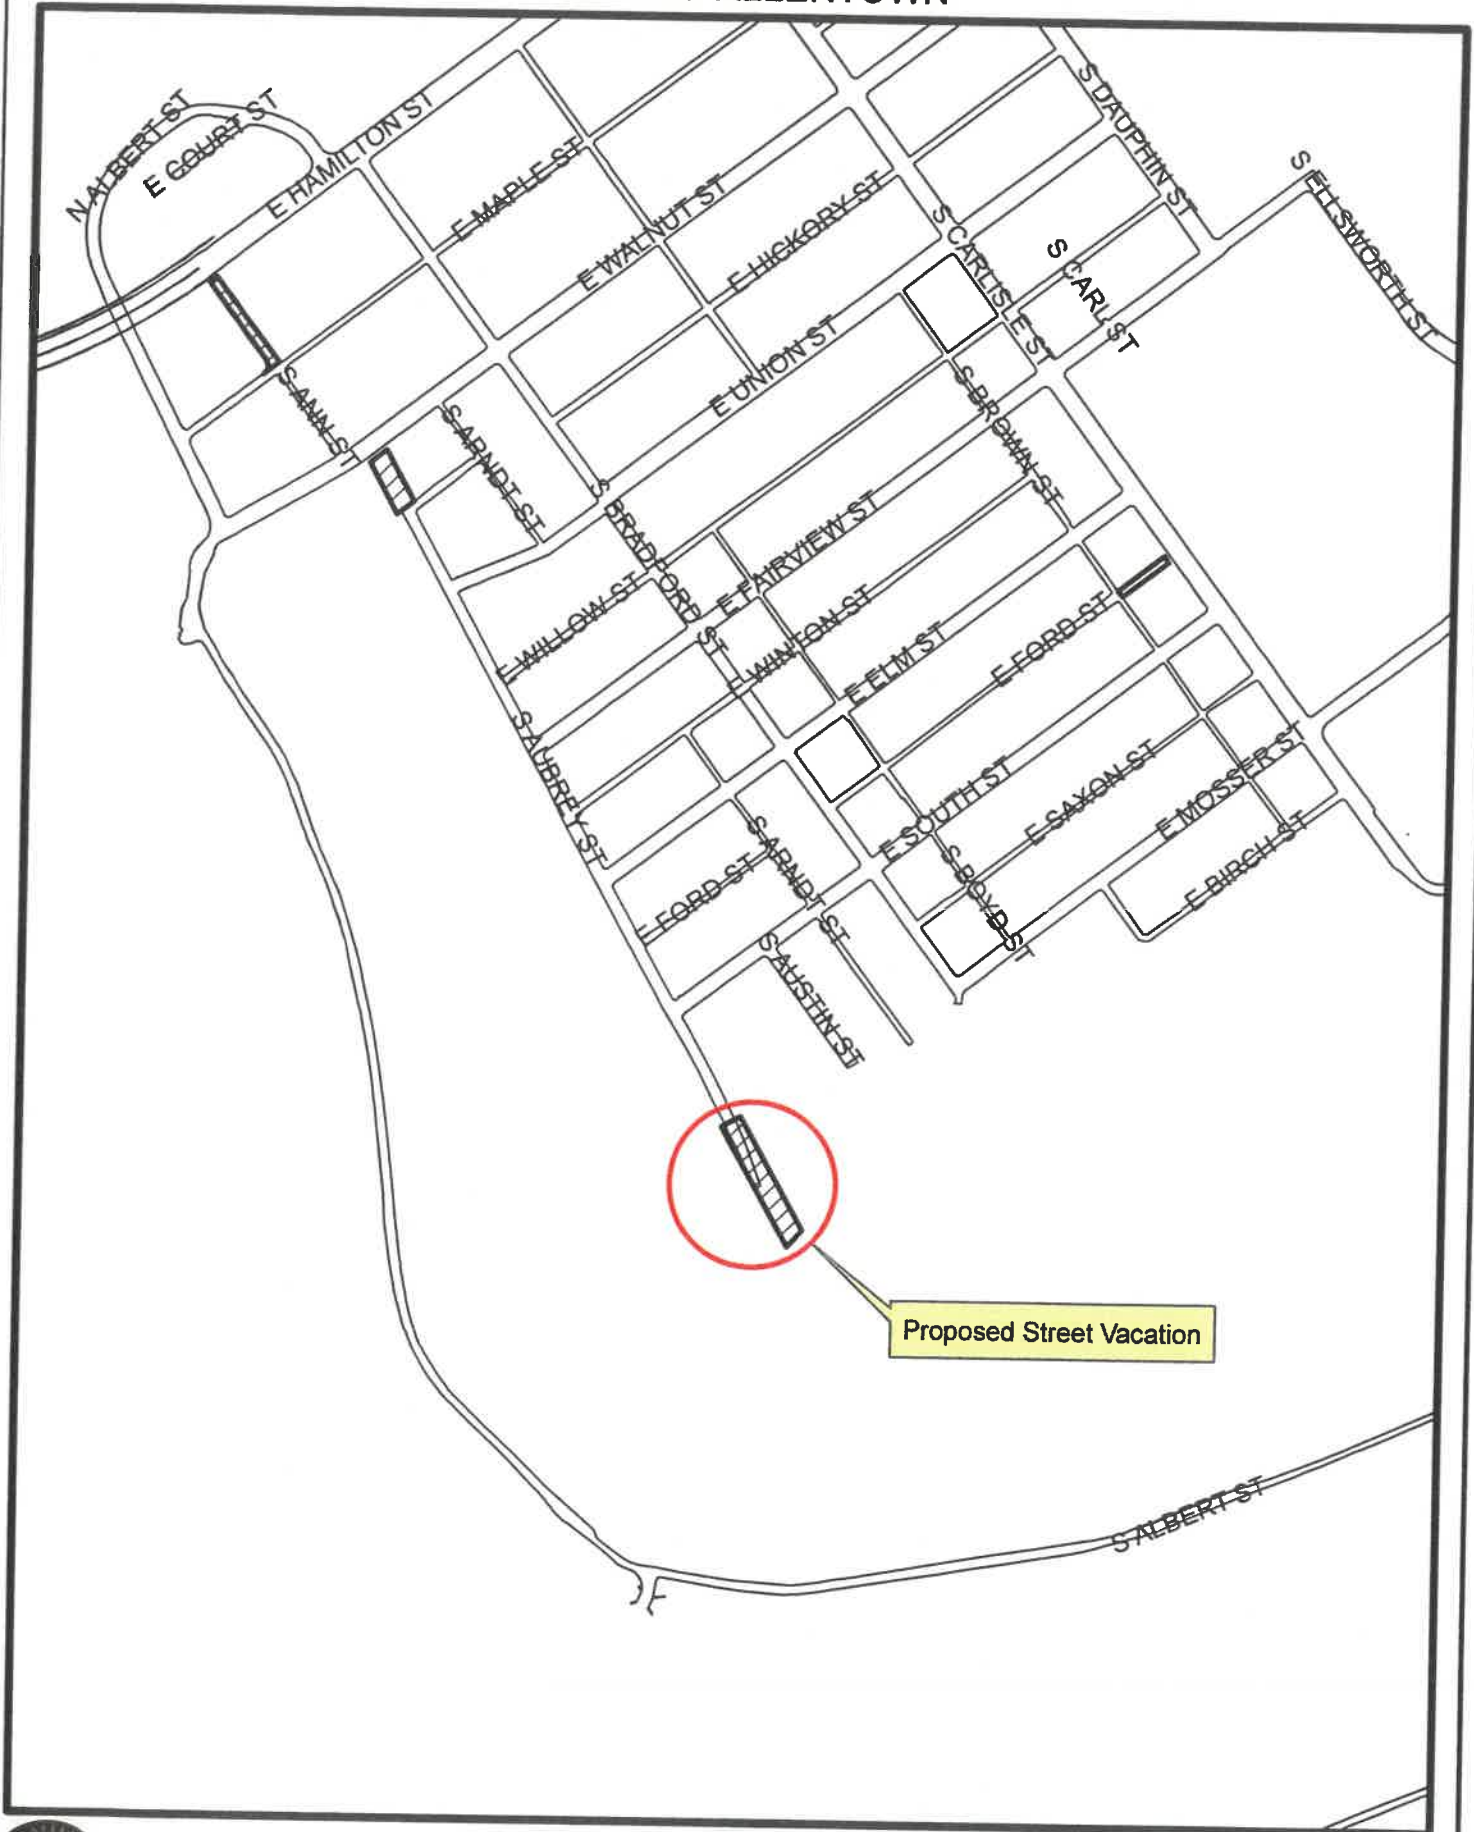 ALLENTOWN
N ALBERT ST
E COURT ST
E HAMILTON ST
E MAPLE ST
E WALNUT ST
E HICKORY ST
S DAUPHIN ST
S ELLSWORTH ST
S CARLISLE ST
S CARL ST
S ANN ST
S ARNDT ST
E UNION ST
S BROWN ST
S BRADFORD ST
E FAIRVIEW ST
E WILLOW ST
E WINTON ST
E ELM ST
E FORD ST
S AUBREY ST
E SOUTH ST
E SAXON ST
E MOSSER ST
E BIRCH ST
S ARNDT ST
E FORD ST
S BOYD ST
S AUSTIN ST
Proposed Street Vacation
S ALBERT ST